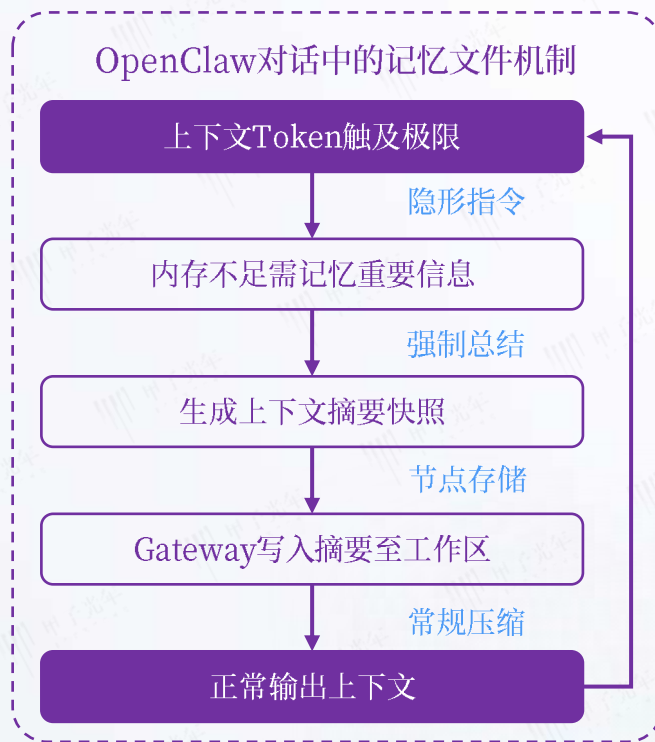 OpenClaw对话中的记忆文件机制
上下文Token触及极限
隐形指令
内存不足需记忆重要信息
强制总结
生成上下文摘要快照
节点存储
Gateway写入摘要至工作区
常规压缩
正常输出上下文